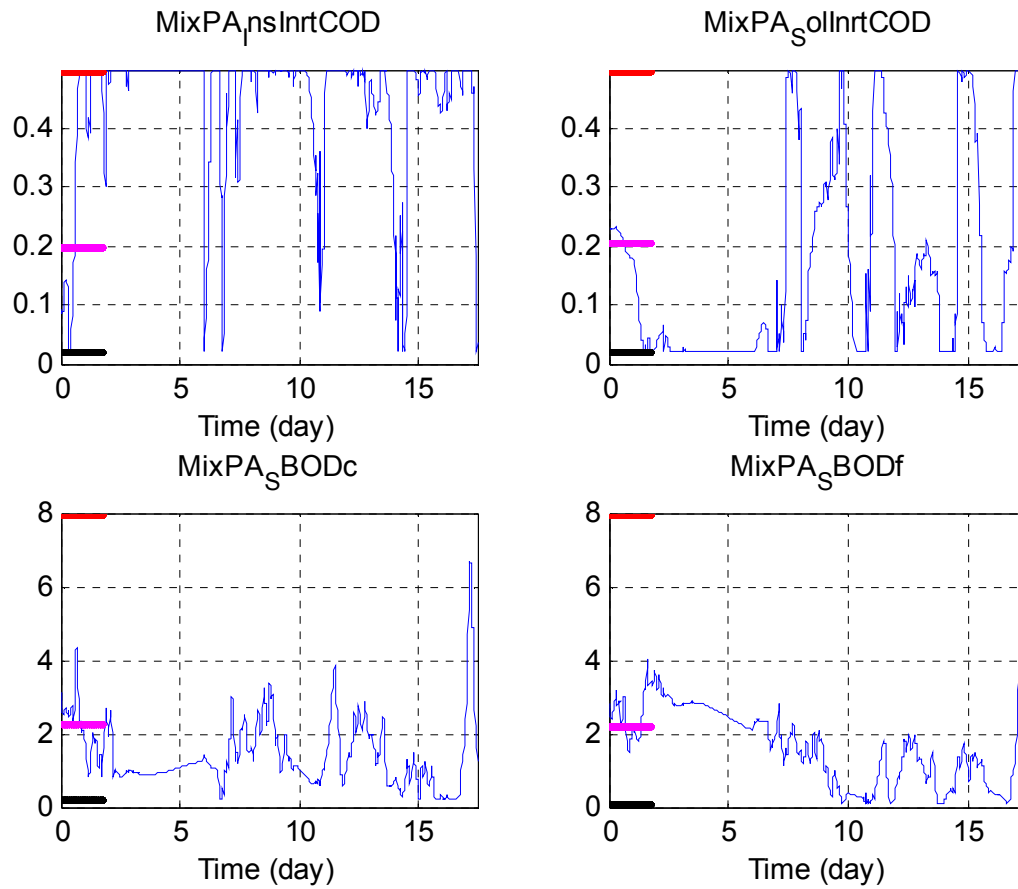 MixPA_InsInrtCOD
MixPA_SolInrtCOD
0.4
0.3
0.2
0.1
0
0 5 10 15
Time (day)
0.4
0.3
0.2
0.1
0
0 5 10 15
Time (day)
MixPA_SBODc
MixPA_SBODf
8
6
4
2
0
0 5 10 15
Time (day)
8
6
4
2
0
0 5 10 15
Time (day)